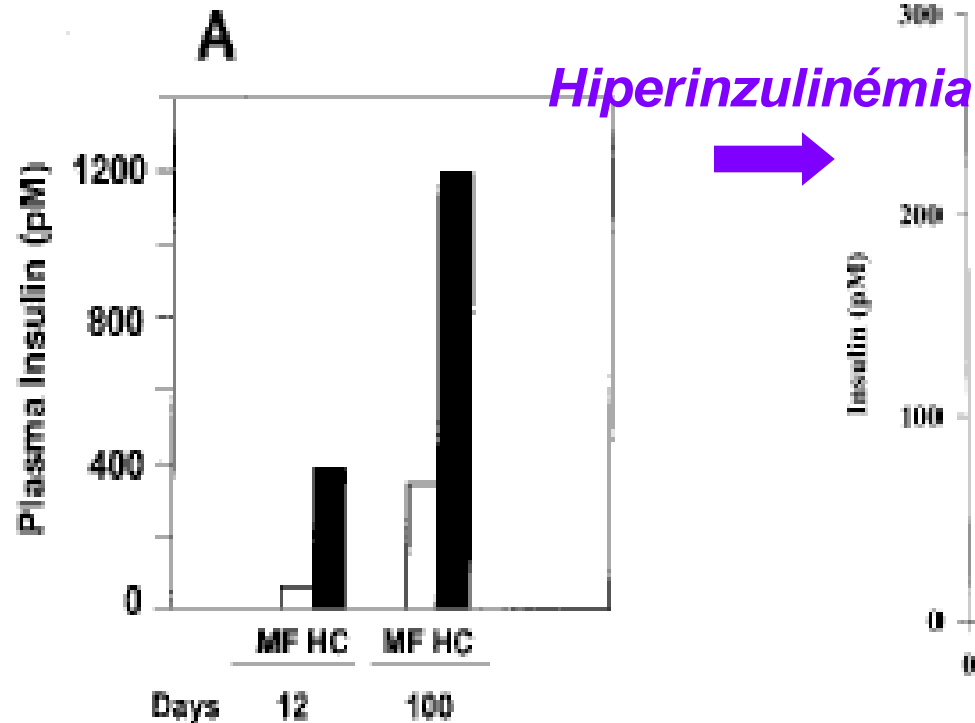 A
Hiperinzulinémia
Plasma Insulin (pM)
1200
800
400
0
MF HC MF HC
Days 12 100
300
200
100
0
0
Insulin (pM)